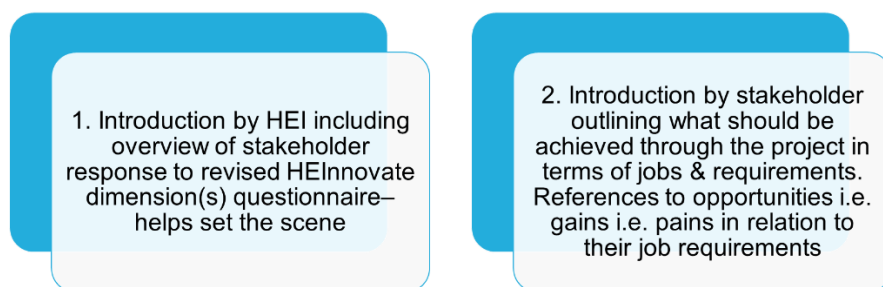 1. Introduction by HEI including
overview of stakeholder
response to revised HEInnovate
dimension(s) questionnaire–
helps set the scene
2. Introduction by stakeholder
outlining what should be
achieved through the project in
terms of jobs & requirements.
References to opportunities i.e.
gains i.e. pains in relation to
their job requirements